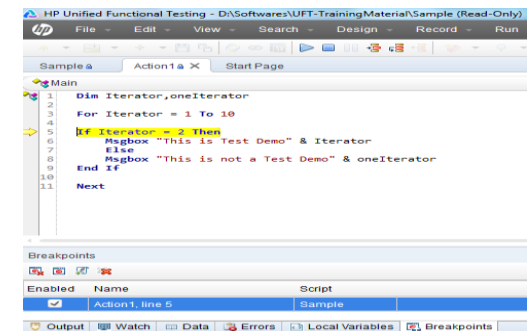 HP Unified Functional Testing - D:\Softwares\UFT-TrainingMaterial\Sample (Read-Only)
hp File Edit View Search Design Record Run
Sample Action1 Start Page
Main
1 Dim Iterator,oneIterator
2
3 For Iterator = 1 To 10
4
5 If Iterator = 2 Then
6 Msgbox "This is Test Demo" & Iterator
7 Else
8 Msgbox "This is not a Test Demo" & oneIterator
9 End If
10
11 Next
Breakpoints
Enabled Name Script
Action1, line 5 Sample
Output Watch Data Errors Local Variables Breakpoints